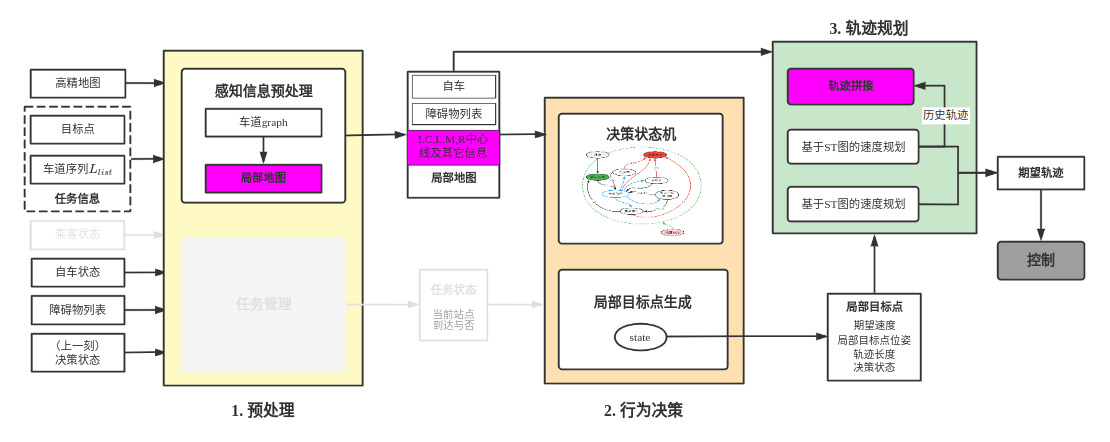 3. 轨迹规划
高精地图
目标点
车道序列L_list
任务信息
乘客状态
自车状态
障碍物列表
(上一刻)
决策状态
感知信息预处理
车道graph
局部地图
任务管理
1. 预处理
自车
障碍物列表
LC,L,M,R中心
线及其它信息
局部地图
任务状态
当前站点
到达与否
决策状态机
局部目标点生成
state
2. 行为决策
轨迹拼接
历史轨迹
基于ST图的速度规划
基于ST图的速度规划
局部目标点
期望速度
局部目标点位姿
轨迹长度
决策状态
期望轨迹
控制